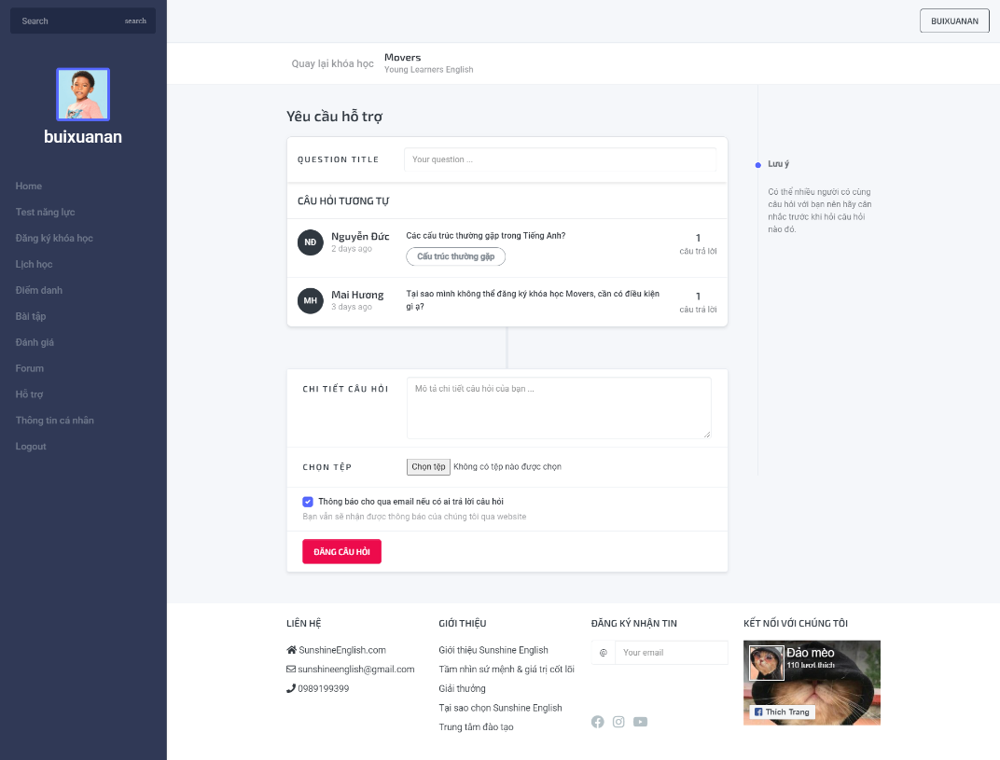 Search search
BUIXUANAN
buixuanan
Home
Test năng lực
Đăng ký khóa học
Lịch học
Điểm danh
Bài tập
Đánh giá
Forum
Hỗ trợ
Thông tin cá nhân
Logout
Quay lại khóa học
Movers
Young Learners English
Yêu cầu hỗ trợ
QUESTION TITLE
Your question ...
CÂU HỎI TƯƠNG TỰ
NĐ
Nguyễn Đức
2 days ago
Các cấu trúc thường gặp trong Tiếng Anh?
Cấu trúc thường gặp
1
câu trả lời
MH
Mai Hương
3 days ago
Tại sao mình không thể đăng ký khóa học Movers, cần có điều kiện
gì ạ?
1
câu trả lời
CHI TIẾT CÂU HỎI
Mô tả chi tiết câu hỏi của bạn ...
CHỌN TỆP
Chọn tệp Không có tệp nào được chọn
Thông báo cho qua email nếu có ai trả lời câu hỏi
Bạn vẫn sẽ nhận được thông báo của chúng tôi qua website
ĐĂNG CÂU HỎI
Lưu ý
Có thể nhiều người có cùng
câu hỏi với bạn nên hãy cân
nhắc trước khi hỏi câu hỏi
nào đó.
LIÊN HỆ
SunshineEnglish.com
sunshineenglish@gmail.com
0989199399
GIỚI THIỆU
Giới thiệu Sunshine English
Tầm nhìn sứ mệnh & giá trị cốt lõi
Giải thưởng
Tại sao chọn Sunshine English
Trung tâm đào tạo
ĐĂNG KÝ NHẬN TIN
@ Your email
KẾT NỐI VỚI CHÚNG TÔI
Đảo mèo
110 lượt thích
Thích Trang